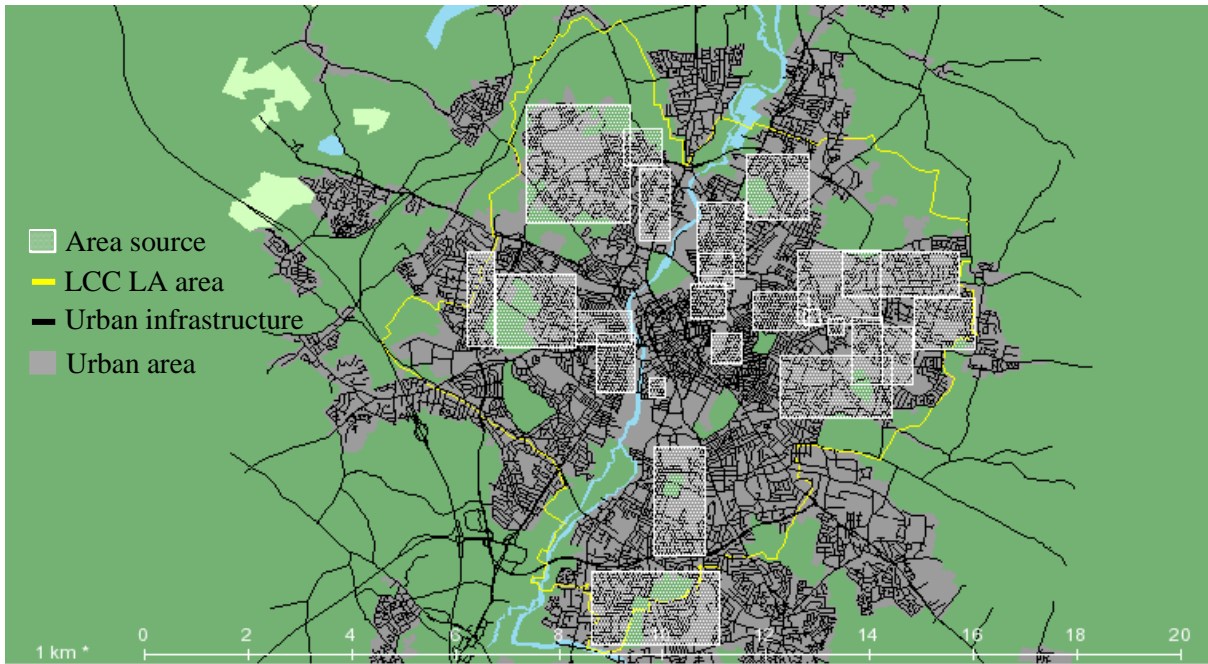 Area source
LCC LA area
Urban infrastructure
Urban area
1 km *
0 2 4 6 8 10 12 14 16 18 20